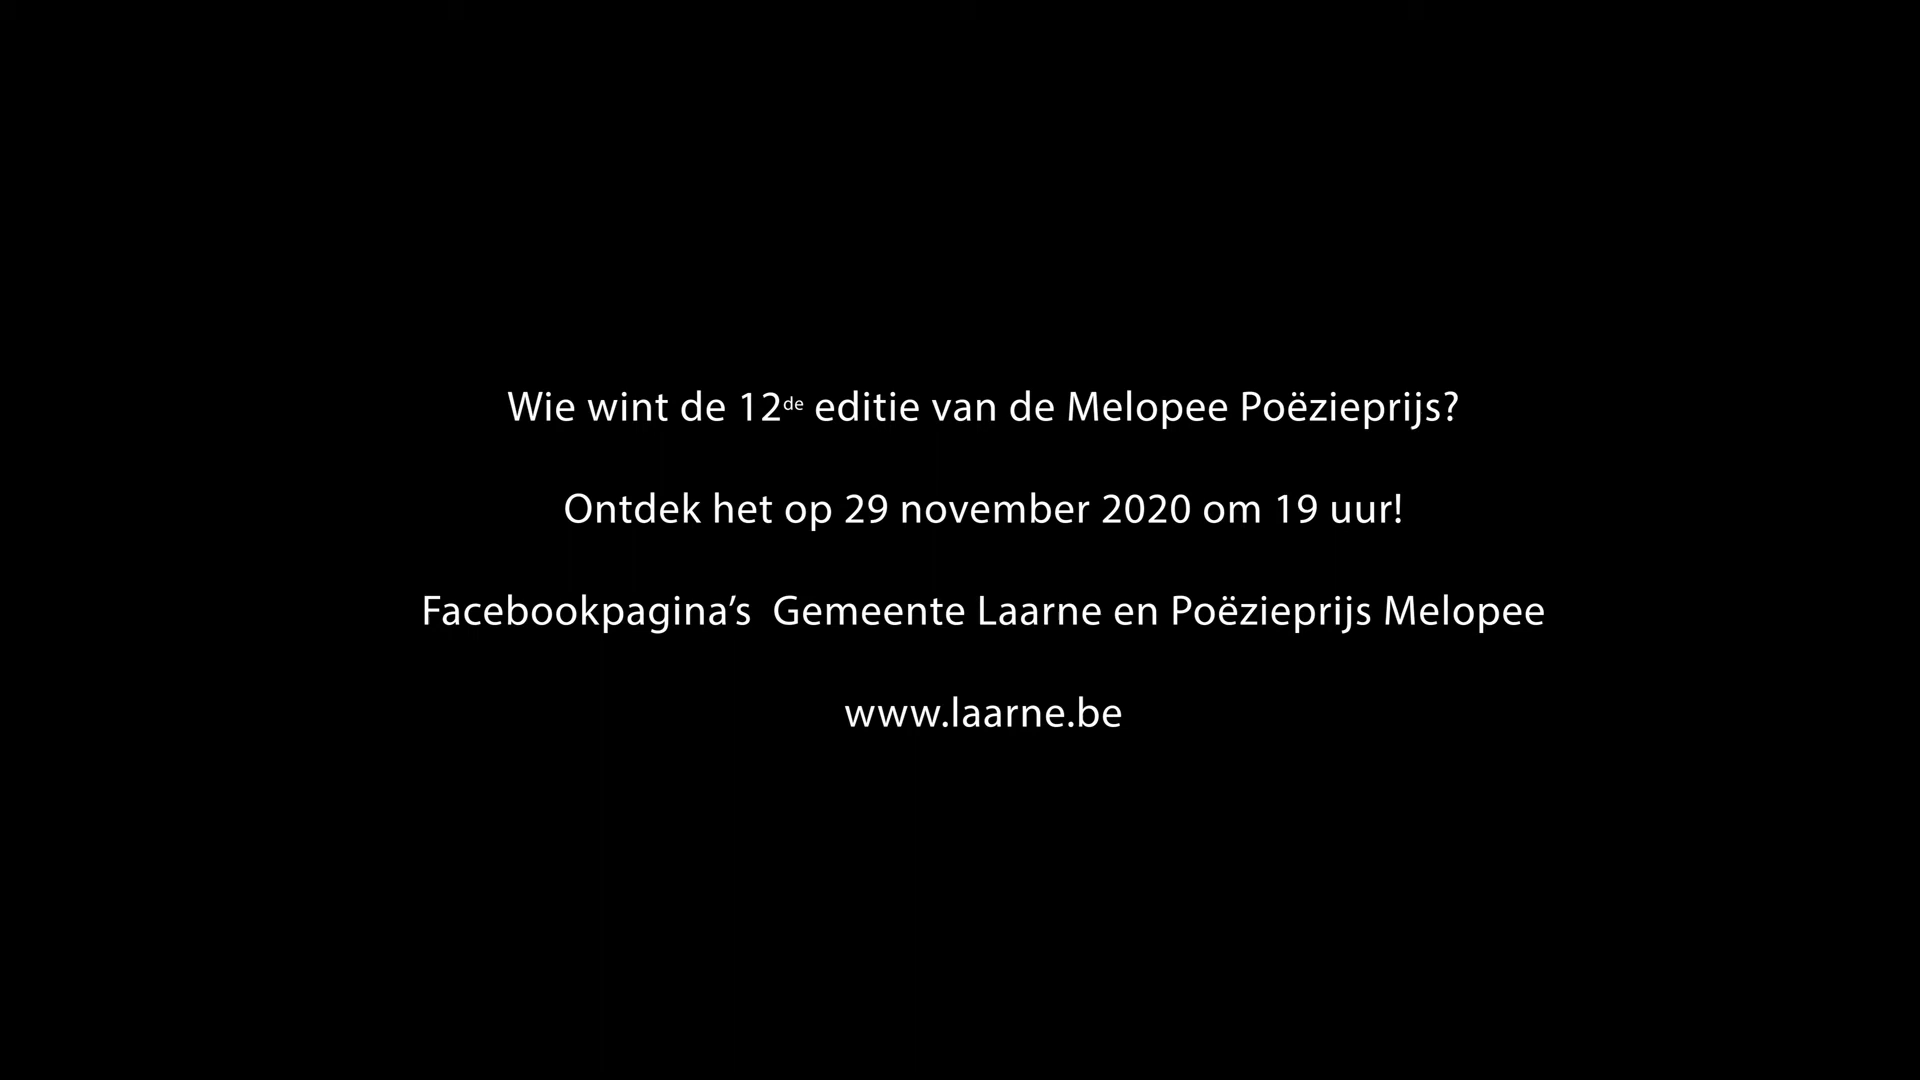 Wie wint de 12de editie van de Melopee Poëzieprijs?
Ontdek het op 29 november 2020 om 19 uur!
Facebookpagina’s  Gemeente Laarne en Poëzieprijs Melopee
www.laarne.be